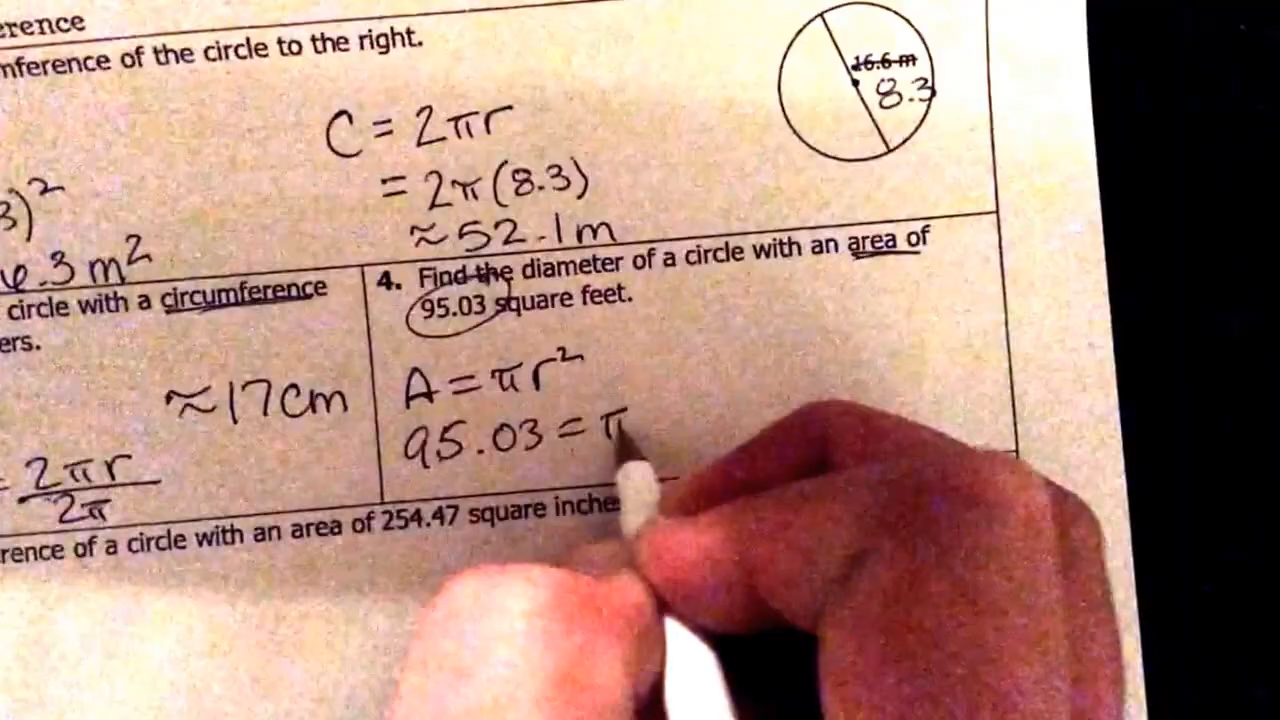 erence
nference of the circle to the right.
16.6 m
8.3
C = 2πr
= 2π(8.3)
≈ 52.1m
3)²
6.3 m²
circle with a circumference
ers.
≈17cm
= 2πr
2π
4. Find the diameter of a circle with an area of
95.03 square feet.
A = πr²
95.03 = π
rence of a circle with an area of 254.47 square inche